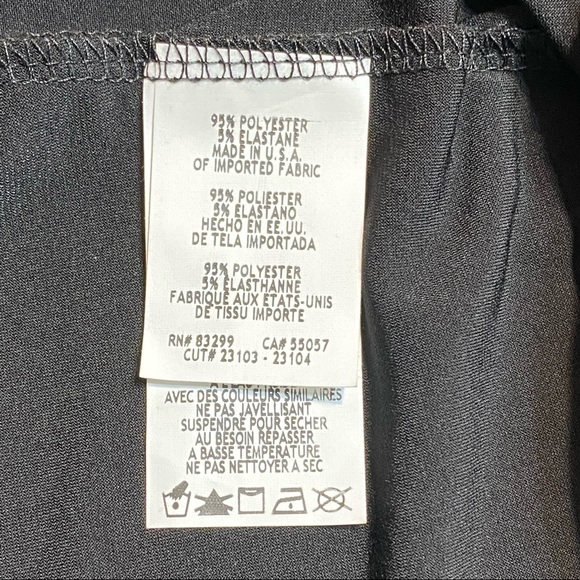 95% POLYESTER
5% ELASTANE
MADE IN U.S.A.
OF IMPORTED FABRIC
95% POLIESTER
5% ELASTANO
HECHO EN EE.UU.
DE TELA IMPORTADA
95% POLYESTER
5% ELASTHANNE
FABRIQUÉ AUX ETATS-UNIS
DE TISSU IMPORTE
RN# 83299 CA# 55057
CUT# 23103 - 23104
AVEC DES COULEURS SIMILAIRES
NE PAS JAVELLISANT
SUSPENDRE POUR SECHER
AU BESOIN REPASSER
A BASSE TEMPERATURE
NE PAS NETTOYER A SEC